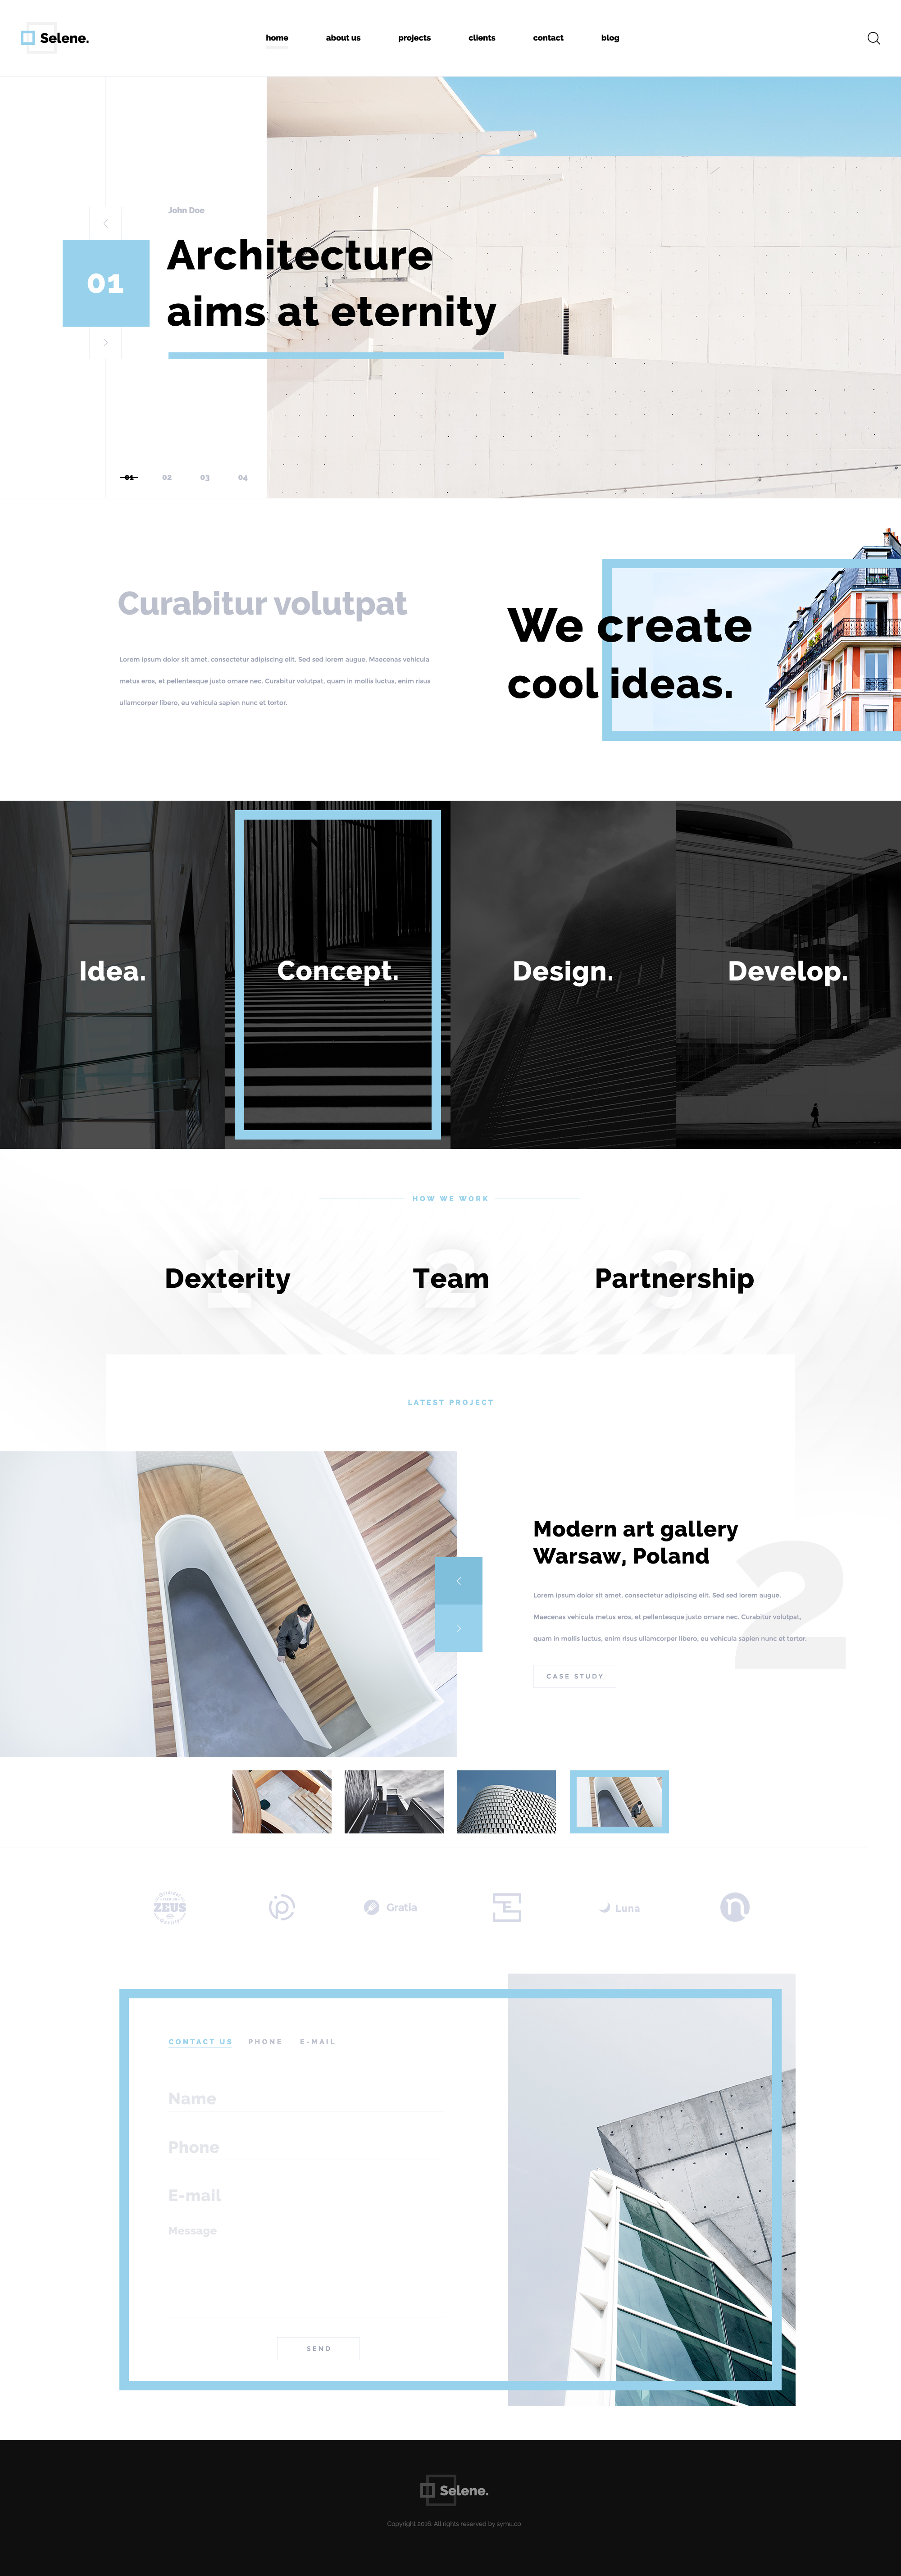 Selene.
home about us projects clients contact blog
John Doe
01
Architecture
aims at eternity
01 02 03 04
Curabitur volutpat
Lorem ipsum dolor sit amet, consectetur adipiscing elit. Sed sed lorem augue. Maecenas vehicula
metus eros, et pellentesque justo ornare nec. Curabitur volutpat, quam in mollis luctus, enim risus
ullamcorper libero, eu vehicula sapien nunc et tortor.
We create
cool ideas.
Idea.
Concept.
Design.
Develop.
HOW WE WORK
1
Dexterity
2
Team
3
Partnership
LATEST PROJECT
2
Modern art gallery
Warsaw, Poland
Lorem ipsum dolor sit amet, consectetur adipiscing elit. Sed sed lorem augue.
Maecenas vehicula metus eros, et pellentesque justo ornare nec. Curabitur volutpat,
quam in mollis luctus, enim risus ullamcorper libero, eu vehicula sapien nunc et tortor.
CASE STUDY
Original
ZEUS
Quality
Gratia
Luna
CONTACT US PHONE E-MAIL
Name
Phone
E-mail
Message
SEND
Selene.
Copyright 2018. All rights reserved by symu.co